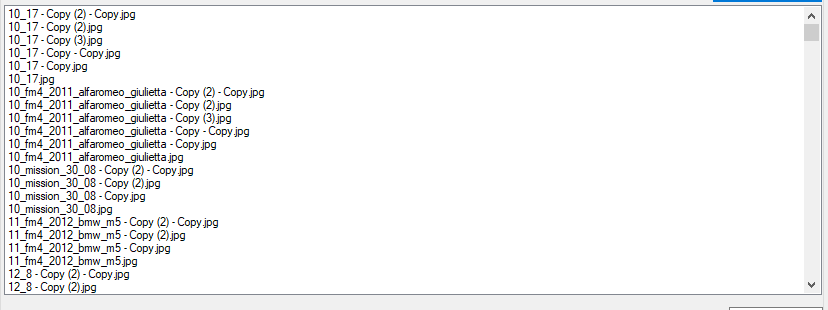 10_17 - Copy (2) - Copy.jpg
10_17 - Copy (2).jpg
10_17 - Copy (3).jpg
10_17 - Copy - Copy.jpg
10_17 - Copy.jpg
10_17.jpg
10_fm4_2011_alfaromeo_giulietta - Copy (2) - Copy.jpg
10_fm4_2011_alfaromeo_giulietta - Copy (2).jpg
10_fm4_2011_alfaromeo_giulietta - Copy (3).jpg
10_fm4_2011_alfaromeo_giulietta - Copy - Copy.jpg
10_fm4_2011_alfaromeo_giulietta - Copy.jpg
10_fm4_2011_alfaromeo_giulietta.jpg
10_mission_30_08 - Copy (2) - Copy.jpg
10_mission_30_08 - Copy (2).jpg
10_mission_30_08 - Copy.jpg
10_mission_30_08.jpg
11_fm4_2012_bmw_m5 - Copy (2) - Copy.jpg
11_fm4_2012_bmw_m5 - Copy (2).jpg
11_fm4_2012_bmw_m5 - Copy.jpg
11_fm4_2012_bmw_m5.jpg
12_8 - Copy (2) - Copy.jpg
12_8 - Copy (2).jpg